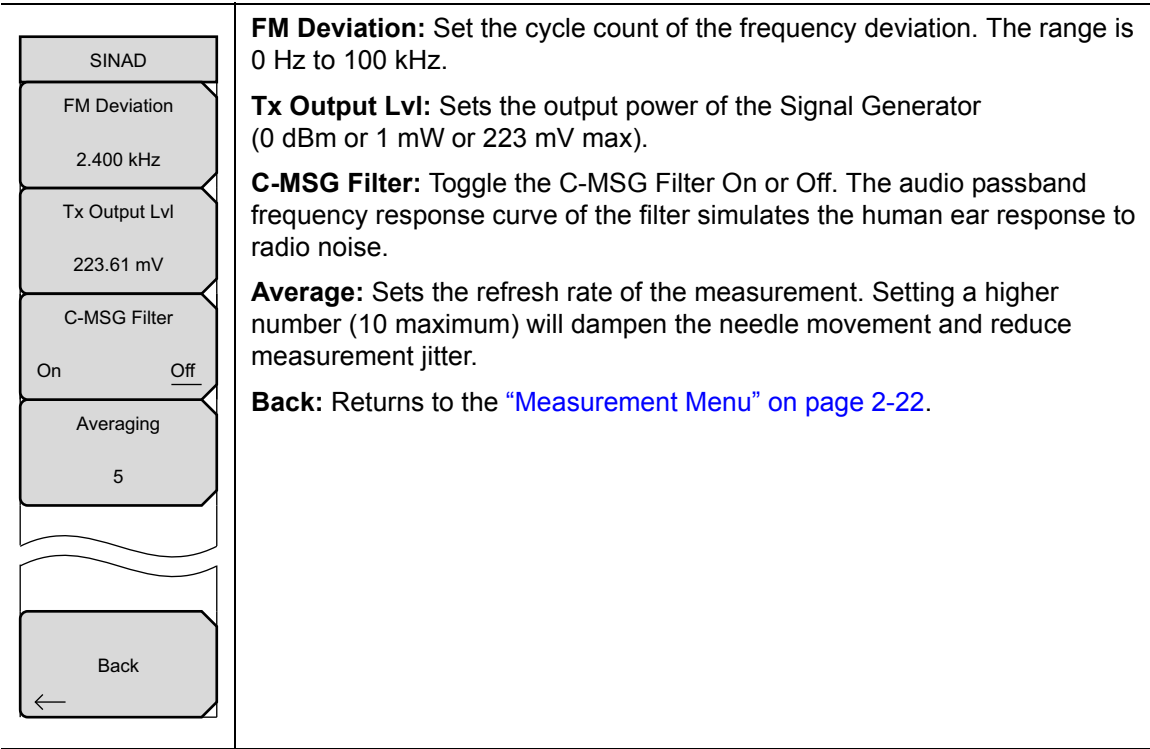 SINAD
FM Deviation
2.400 kHz
Tx Output Lvl
223.61 mV
C-MSG Filter
On Off
Averaging
5
Back
FM Deviation: Set the cycle count of the frequency deviation. The range is
0 Hz to 100 kHz.
Tx Output Lvl: Sets the output power of the Signal Generator
(0 dBm or 1 mW or 223 mV max).
C-MSG Filter: Toggle the C-MSG Filter On or Off. The audio passband
frequency response curve of the filter simulates the human ear response to
radio noise.
Average: Sets the refresh rate of the measurement. Setting a higher
number (10 maximum) will dampen the needle movement and reduce
measurement jitter.
Back: Returns to the “Measurement Menu” on page 2-22.